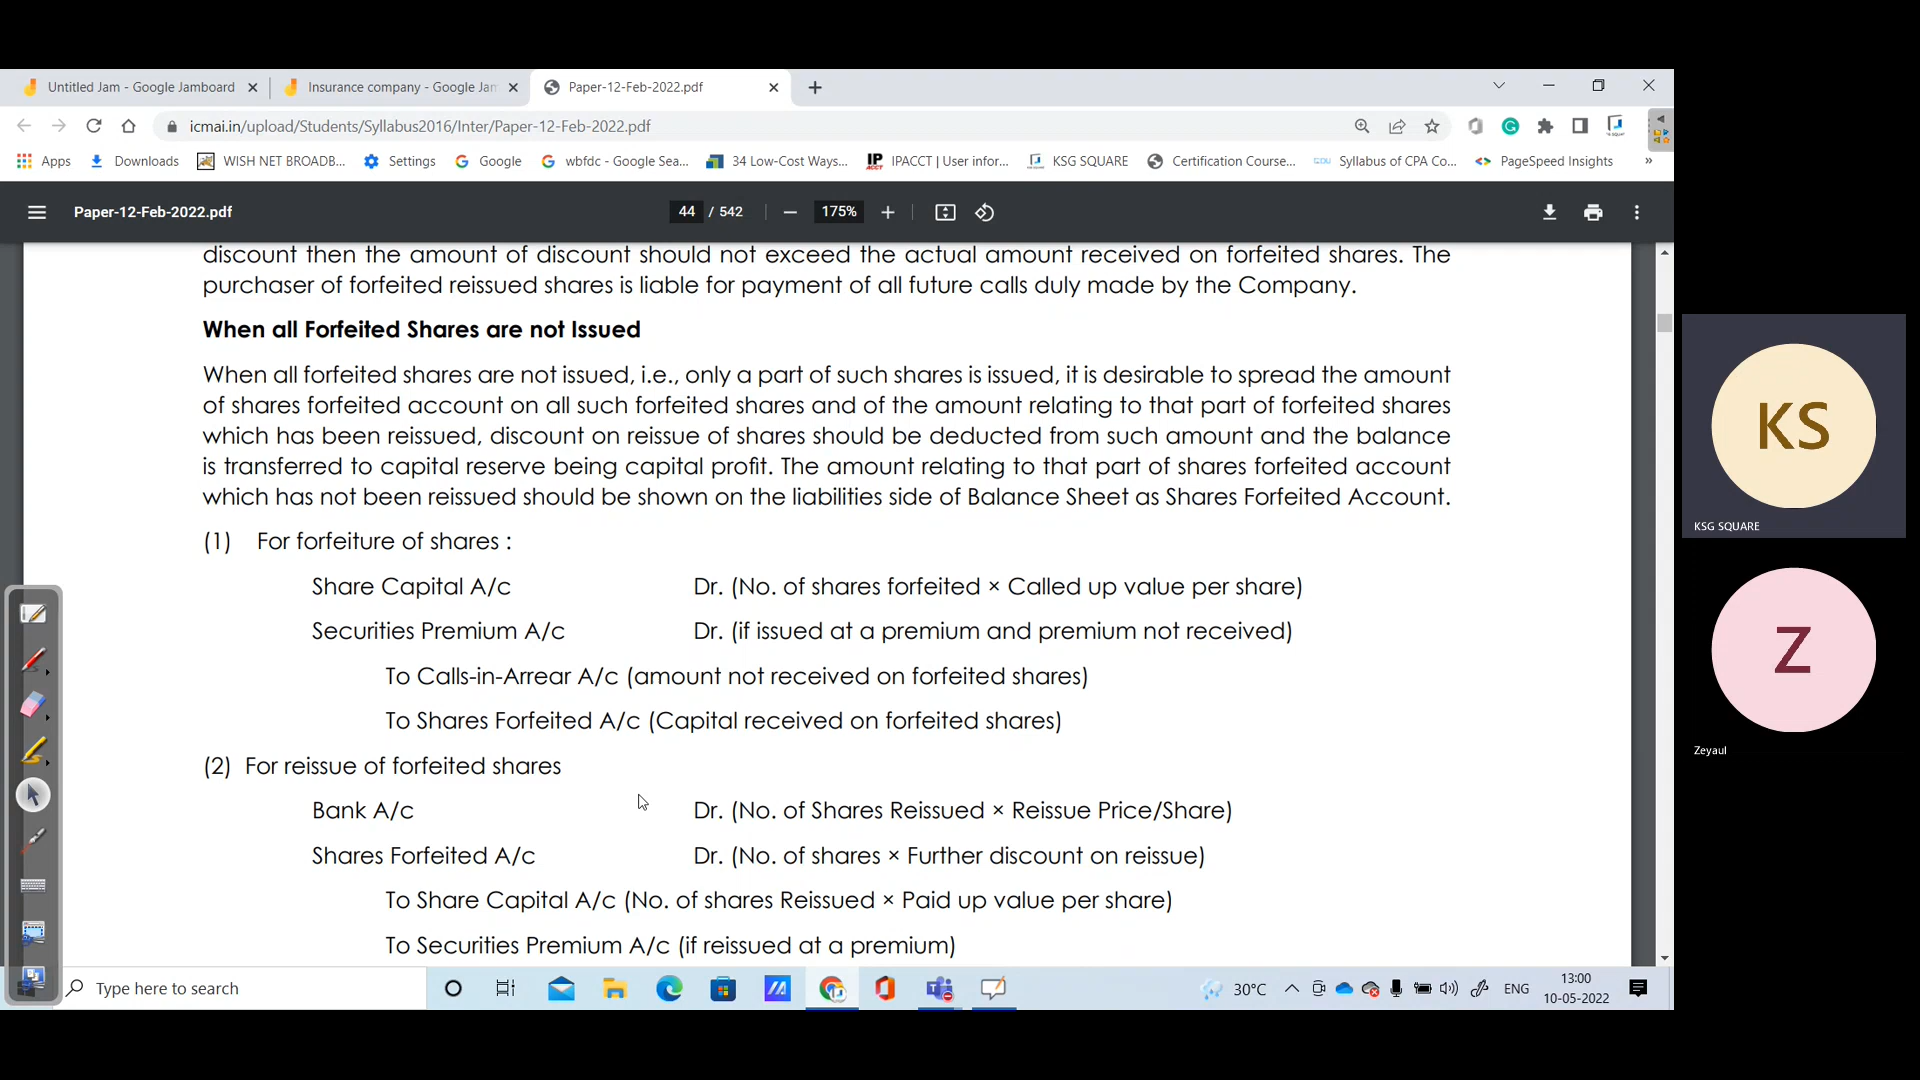 Untitled Jam - Google Jamboard
Insurance company - Google Jam
Paper-12-Feb-2022.pdf
icmai.in/upload/Students/Syllabus2016/Inter/Paper-12-Feb-2022.pdf
Apps Downloads WISH NET BROADB... Settings Google wbfdc - Google Sea... 34 Low-Cost Ways... IPACCT | User infor... KSG SQUARE Certification Course... Syllabus of CPA Co... PageSpeed Insights »
Paper-12-Feb-2022.pdf 44 / 542 175%
discount then the amount of discount should not exceed the actual amount received on forfeited shares. The
purchaser of forfeited reissued shares is liable for payment of all future calls duly made by the Company.
When all Forfeited Shares are not Issued
When all forfeited shares are not issued, i.e., only a part of such shares is issued, it is desirable to spread the amount
of shares forfeited account on all such forfeited shares and of the amount relating to that part of forfeited shares
which has been reissued, discount on reissue of shares should be deducted from such amount and the balance
is transferred to capital reserve being capital profit. The amount relating to that part of shares forfeited account
which has not been reissued should be shown on the liabilities side of Balance Sheet as Shares Forfeited Account.
(1) For forfeiture of shares :
Share Capital A/c Dr. (No. of shares forfeited × Called up value per share)
Securities Premium A/c Dr. (if issued at a premium and premium not received)
To Calls-in-Arrear A/c (amount not received on forfeited shares)
To Shares Forfeited A/c (Capital received on forfeited shares)
(2) For reissue of forfeited shares
Bank A/c Dr. (No. of Shares Reissued × Reissue Price/Share)
Shares Forfeited A/c Dr. (No. of shares × Further discount on reissue)
To Share Capital A/c (No. of shares Reissued × Paid up value per share)
To Securities Premium A/c (if reissued at a premium)
Type here to search
30°C
ENG
13:00
10-05-2022
KS
KSG SQUARE
Z
Zeyaul